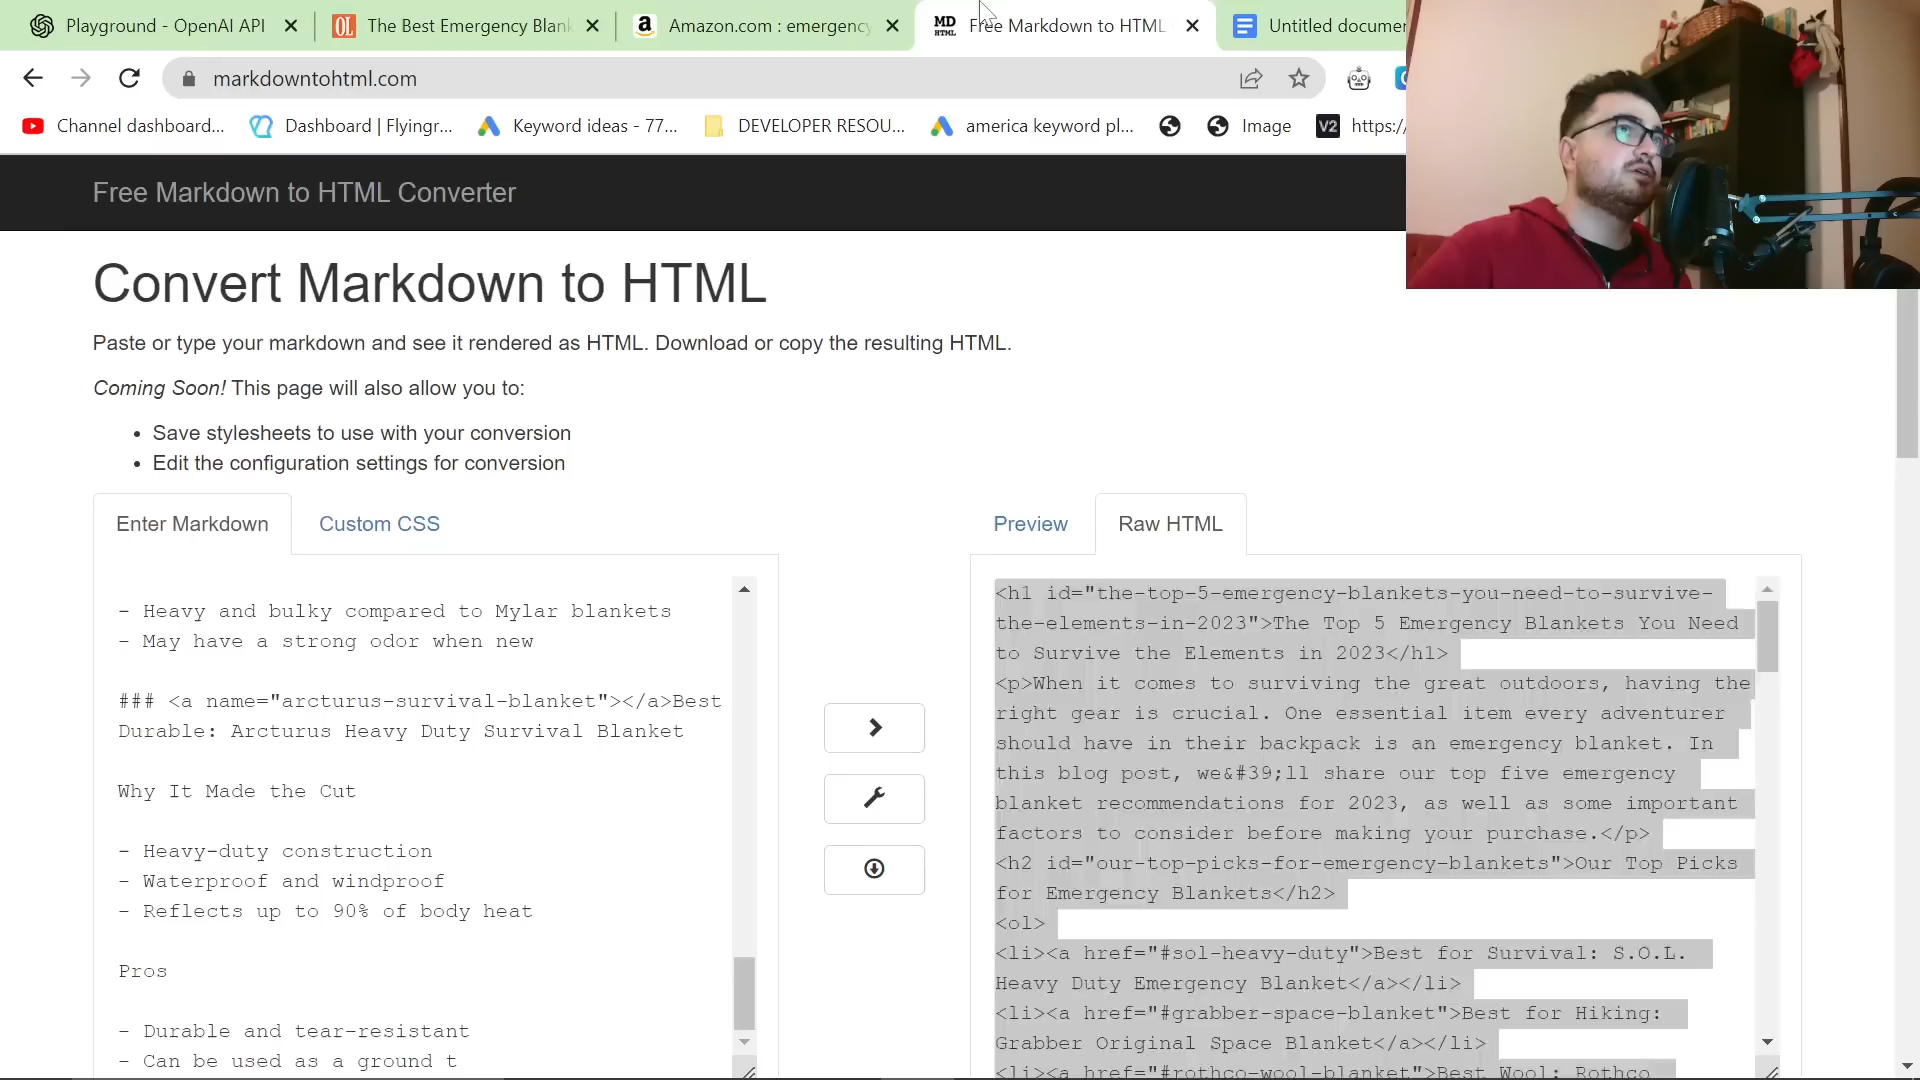 Playground - OpenAI API
OL
The Best Emergency Blank
Amazon.com : emergency
MD
HTML
Free Markdown to HTML
Untitled documen
markdowntohtml.com
Channel dashboard...
Dashboard | Flyingr...
Keyword ideas - 77...
DEVELOPER RESOU...
america keyword pl...
Image
V2
https:/
Free Markdown to HTML Converter
Convert Markdown to HTML
Paste or type your markdown and see it rendered as HTML. Download or copy the resulting HTML.
Coming Soon! This page will also allow you to:
• Save stylesheets to use with your conversion
• Edit the configuration settings for conversion
Enter Markdown
Custom CSS
- Heavy and bulky compared to Mylar blankets
- May have a strong odor when new
### <a name="arcturus-survival-blanket"></a>Best
Durable: Arcturus Heavy Duty Survival Blanket
Why It Made the Cut
- Heavy-duty construction
- Waterproof and windproof
- Reflects up to 90% of body heat
Pros
- Durable and tear-resistant
- Can be used as a ground t
Preview
Raw HTML
<h1 id="the-top-5-emergency-blankets-you-need-to-survive-
the-elements-in-2023">The Top 5 Emergency Blankets You Need
to Survive the Elements in 2023</h1>
<p>When it comes to surviving the great outdoors, having the
right gear is crucial. One essential item every adventurer
should have in their backpack is an emergency blanket. In
this blog post, we&#39;ll share our top five emergency
blanket recommendations for 2023, as well as some important
factors to consider before making your purchase.</p>
<h2 id="our-top-picks-for-emergency-blankets">Our Top Picks
for Emergency Blankets</h2>
<ol>
<li><a href="#sol-heavy-duty">Best for Survival: S.O.L.
Heavy Duty Emergency Blanket</a></li>
<li><a href="#grabber-space-blanket">Best for Hiking:
Grabber Original Space Blanket</a></li>
<li><a href="#rothco-wool-blanket">Best Wool: Rothco